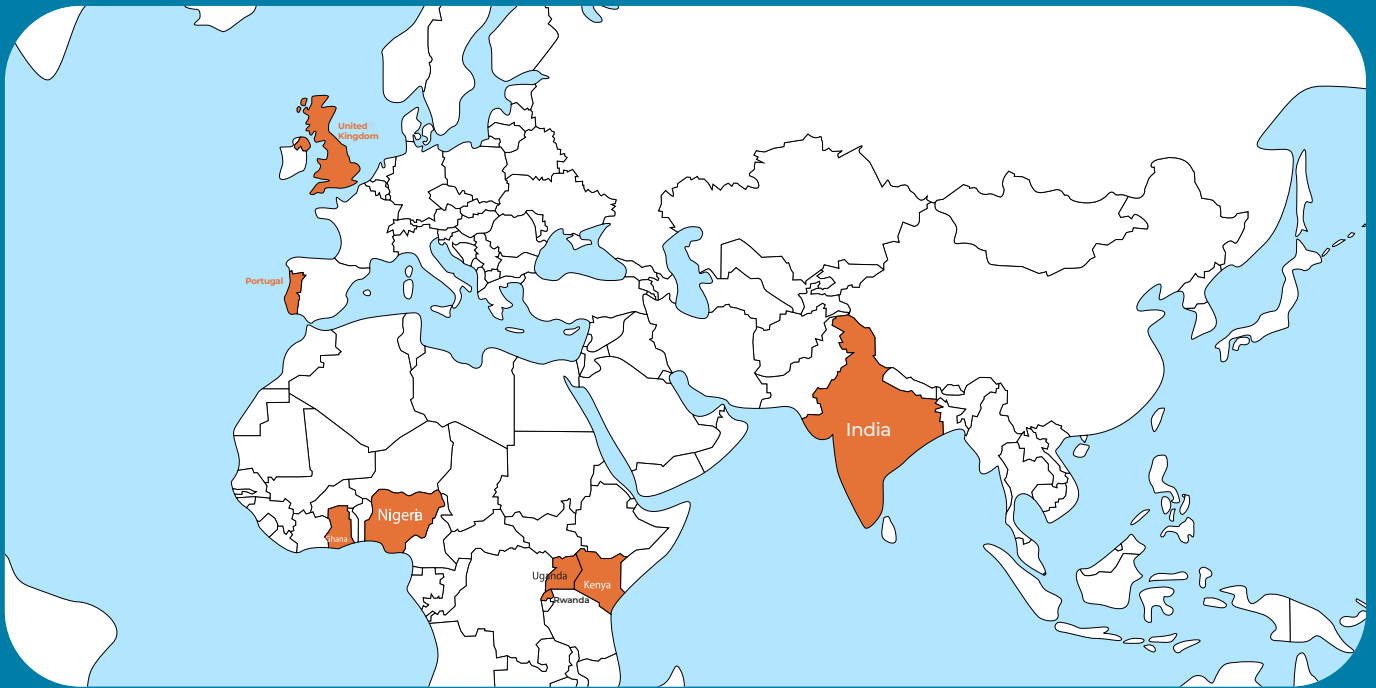 United
Kingdom
Portugal
India
Nigeria
Ghana
Uganda
Kenya
Rwanda